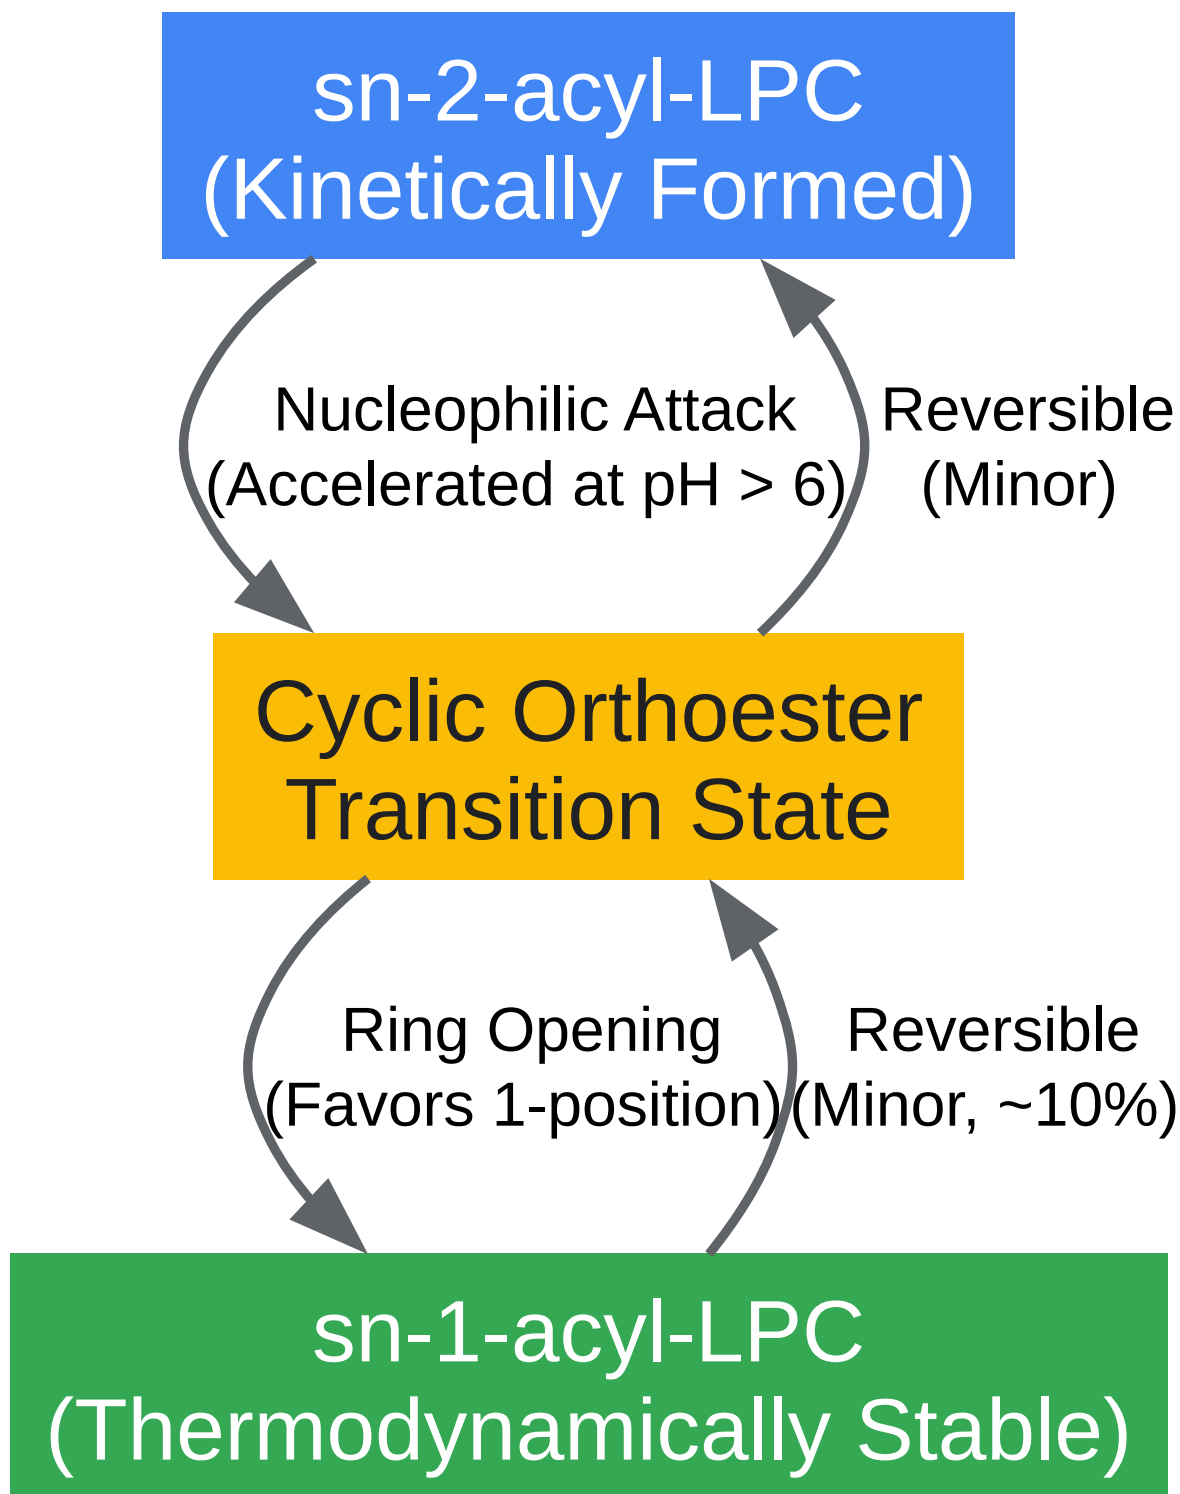 sn-2-acyl-LPC
(Kinetically Formed)
Nucleophilic Attack
(Accelerated at pH > 6)
Reversible
(Minor)
Cyclic Orthoester
Transition State
Ring Opening
(Favors 1-position)
Reversible
(Minor, ~10%)
sn-1-acyl-LPC
(Thermodynamically Stable)